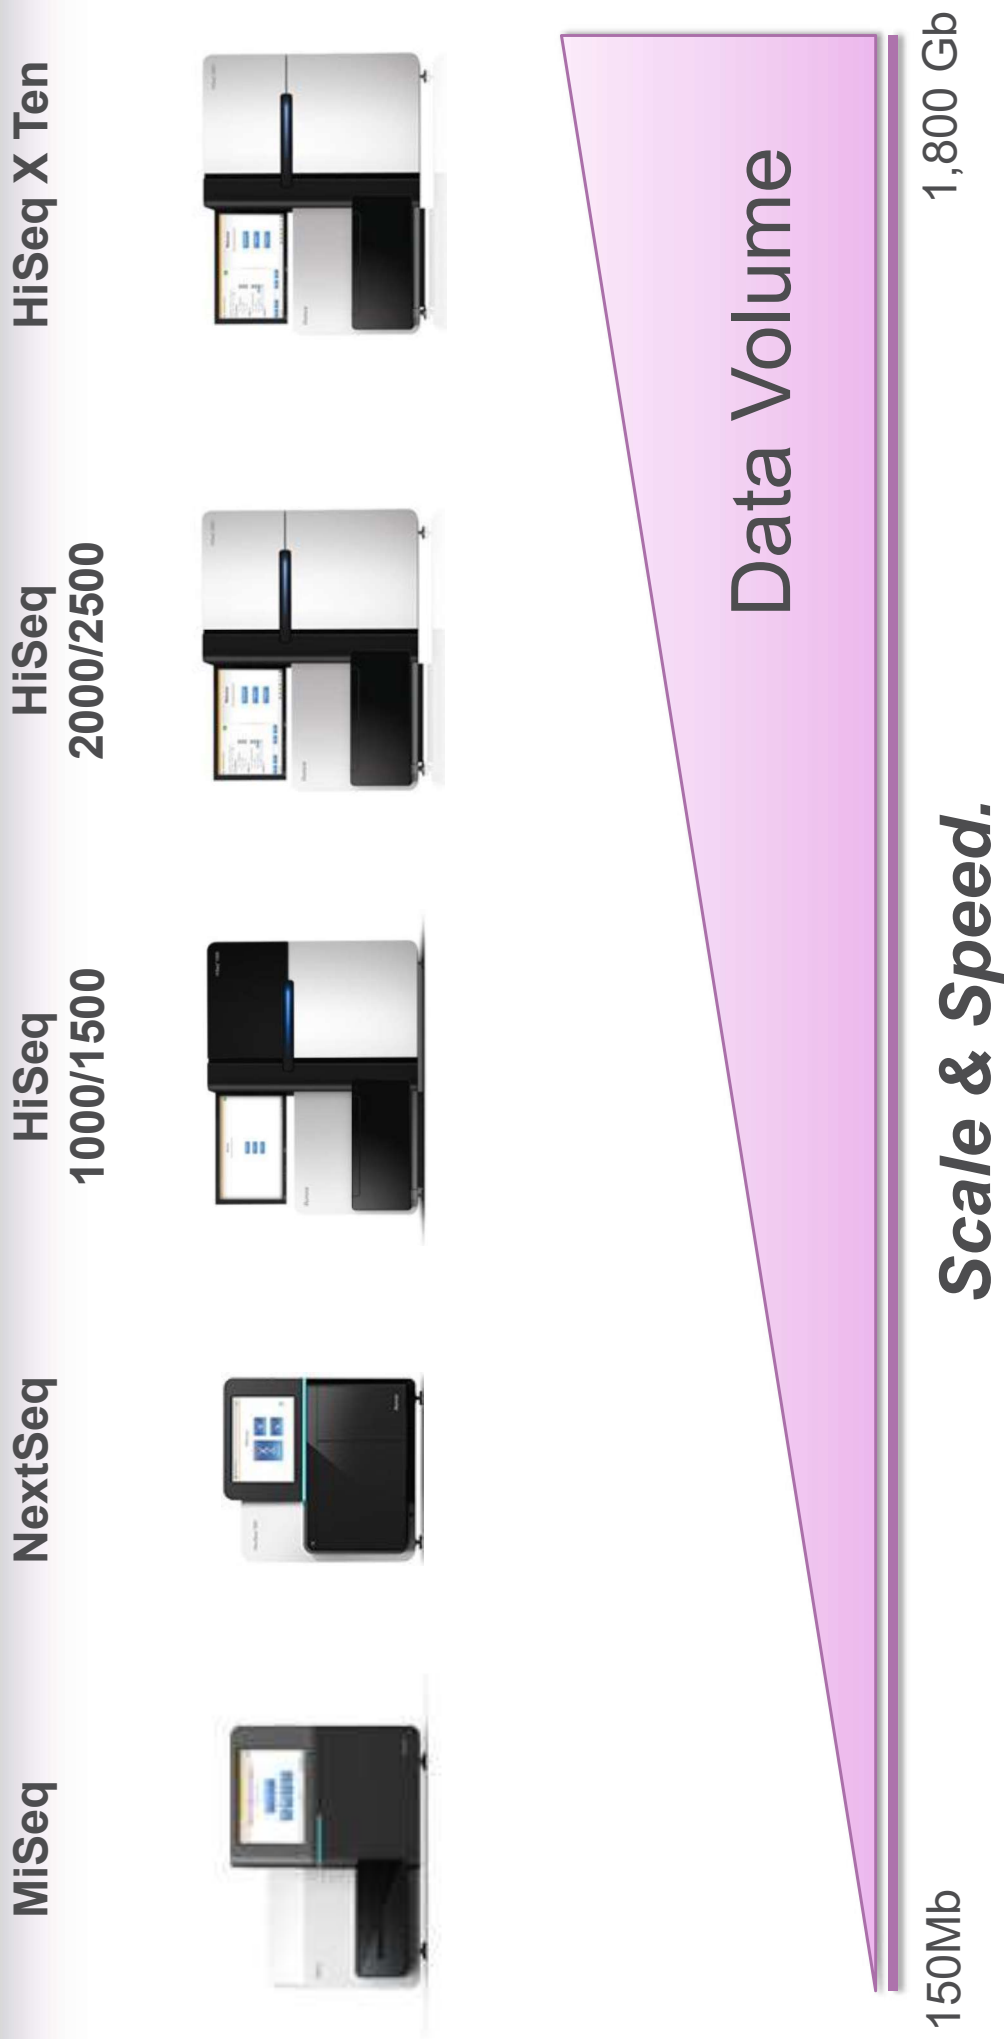 MiSeq
NextSeq
HiSeq
1000/1500
HiSeq
2000/2500
HiSeq X Ten
Data Volume
150Mb
1,800 Gb
Scale & Speed.